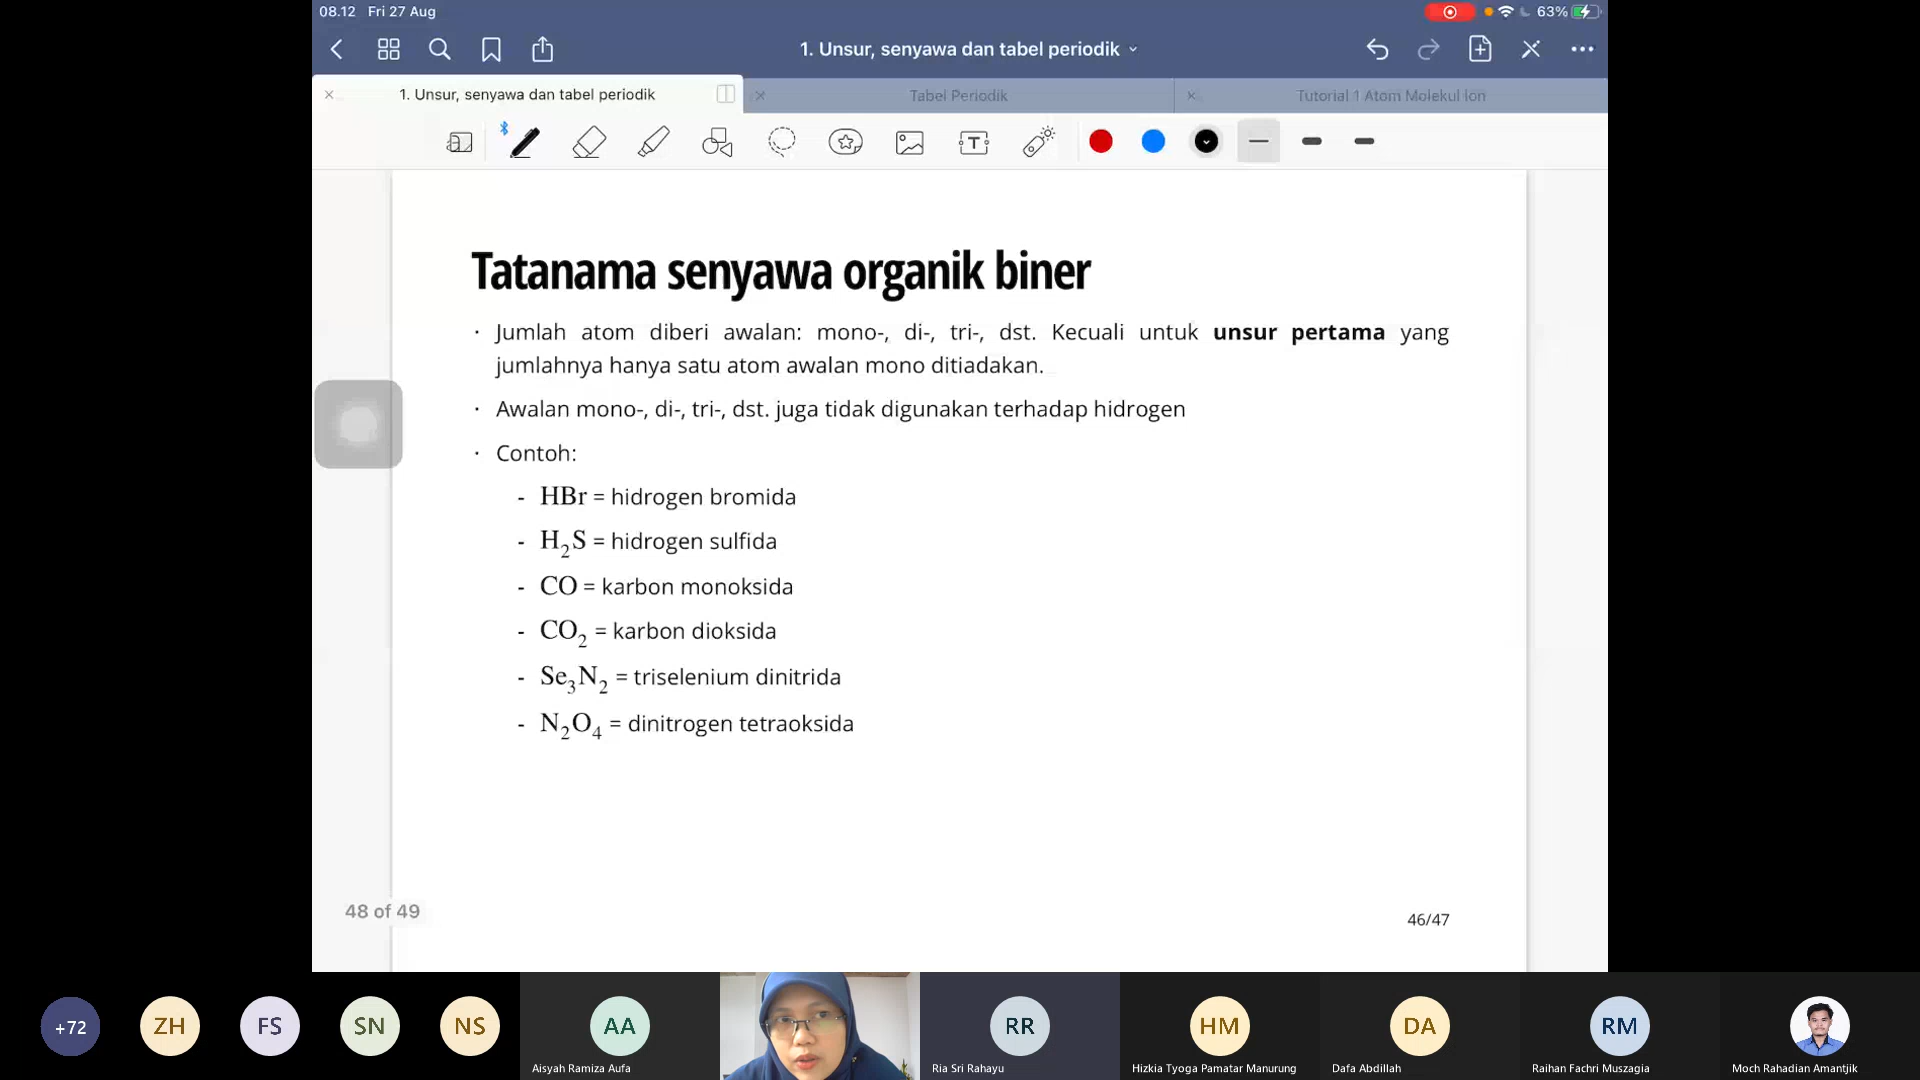 08.12 Fri 27 Aug
63%
1. Unsur, senyawa dan tabel periodik
1. Unsur, senyawa dan tabel periodik
Tabel Periodik
Tutorial 1 Atom Molekul Ion
T
Tatanama senyawa organik biner
· Jumlah atom diberi awalan: mono-, di-, tri-, dst. Kecuali untuk unsur pertama yang
jumlahnya hanya satu atom awalan mono ditiadakan.
· Awalan mono-, di-, tri-, dst. juga tidak digunakan terhadap hidrogen
· Contoh:
- HBr = hidrogen bromida
- H₂S = hidrogen sulfida
- CO = karbon monoksida
- CO₂ = karbon dioksida
- Se₃N₂ = triselenium dinitrida
- N₂O₄ = dinitrogen tetraoksida
48 of 49
46/47
+72
ZH
FS
SN
NS
AA
Aisyah Ramiza Aufa
RR
Ria Sri Rahayu
HM
Hizkia Tyoga Pamatar Manurung
DA
Dafa Abdillah
RM
Raihan Fachri Muszagia
Moch Rahadian Amantjik